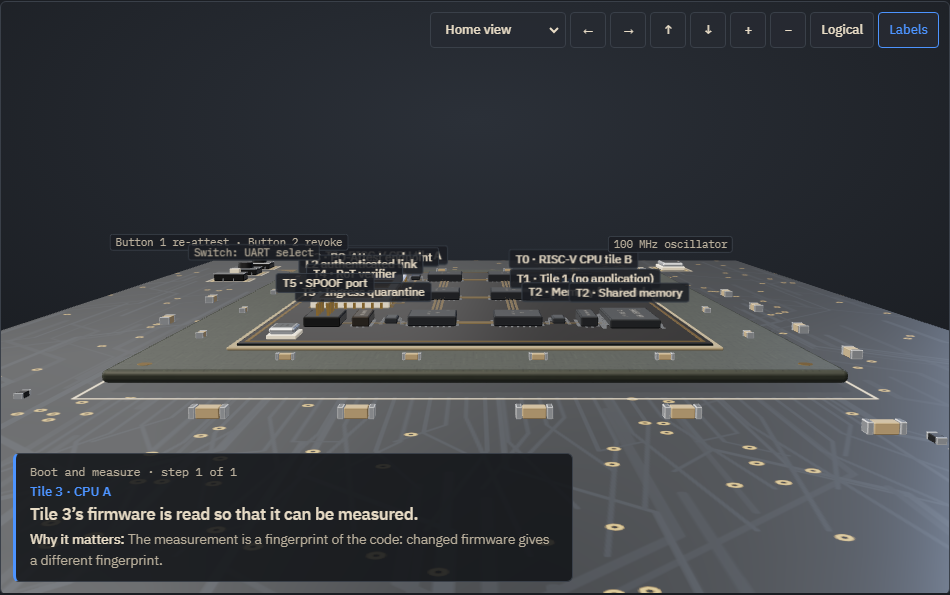 Home view
←
→
↑
↓
+
−
Logical
Labels
Button 1 re-attest · Button 2 revoke
Switch: UART select
100 MHz oscillator
authenticated link
T0 · RISC-V CPU tile B
verifier
T1 · Tile 1 (no application)
T5 · SPOOF port
Ingress quarantine
T2 ·
T2 · Shared memory
Boot and measure · step 1 of 1
Tile 3 · CPU A
Tile 3’s firmware is read so that it can be measured.
Why it matters: The measurement is a fingerprint of the code: changed firmware gives
a different fingerprint.